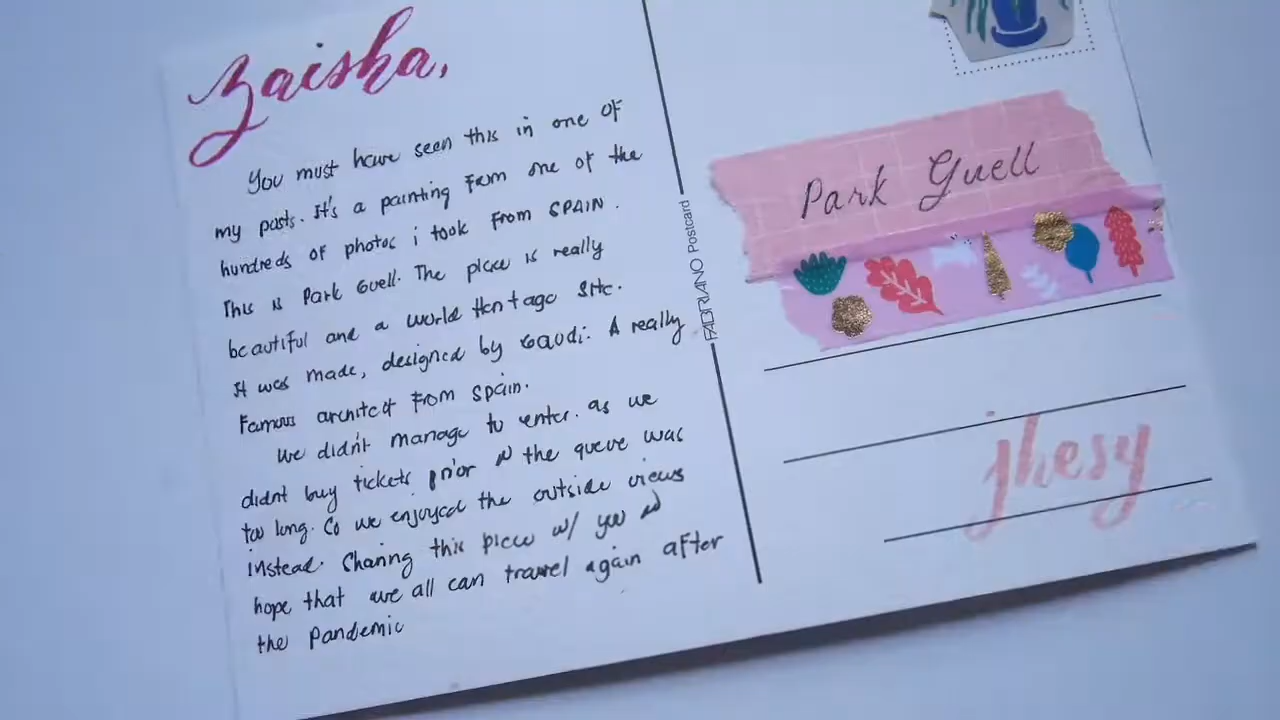 Zaisha,
You must have seen this in one of
my posts. It's a painting from one of the
hundreds of photos i took from SPAIN.
This is Park Guell. The place is really
beautiful and a world Heritage Site.
It was made, designed by Gaudi. A really
Famous architect from Spain.
We didn't manage to enter. as we
didnt buy tickets prior & the queue was
too long. So we enjoyed the outside views
instead. Sharing this piece w/ you &
hope that we all can travel again after
the Pandemic
FABRIANO Postcard
Park Guell
jhesy